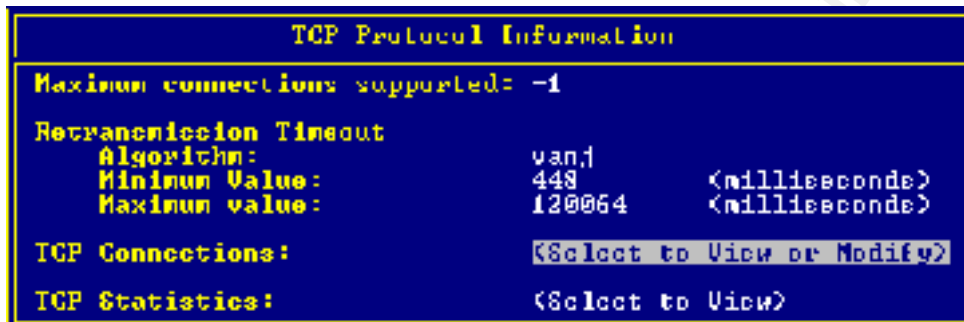 TCP Protocol Information
Maximum connections supported: -1
Retransmission Timeout
Algorithm: vanj
Minimum Value: 448 (milliseconds)
Maximum value: 120064 (milliseconds)
TCP Connections: (Select to View or Modify)
TCP Statistics: (Select to View)